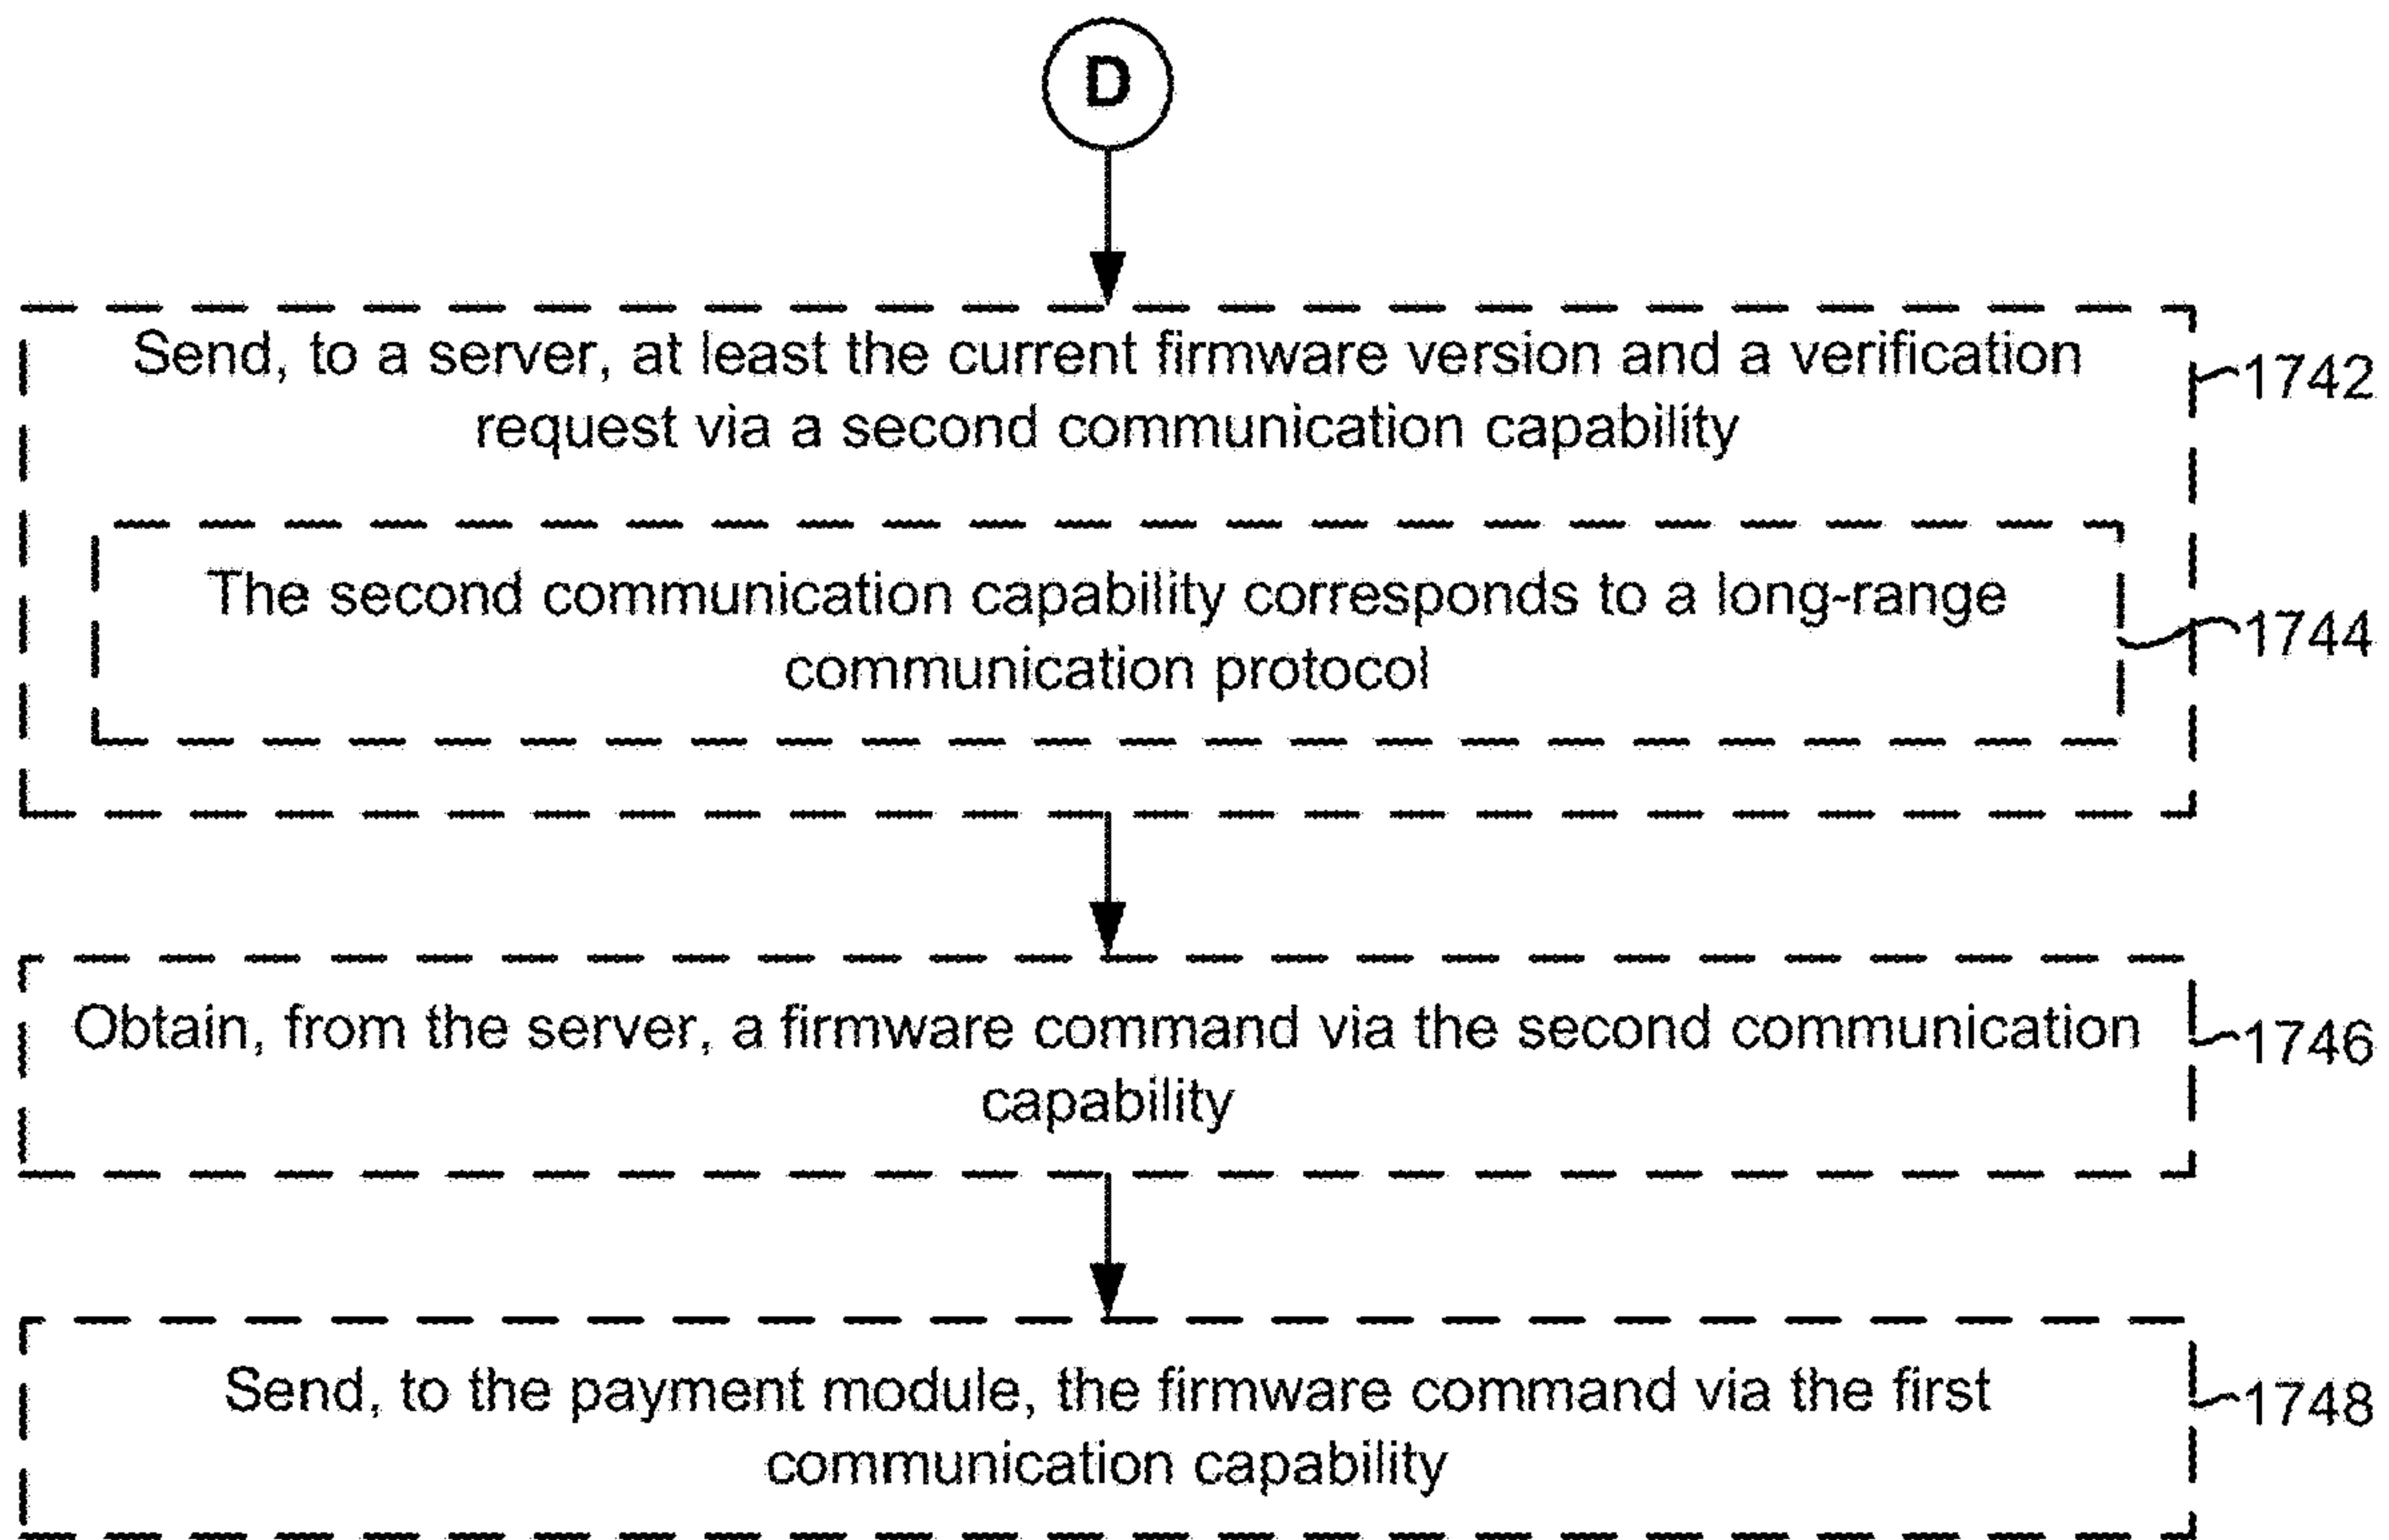 D
Send, to a server, at least the current firmware version and a verification
request via a second communication capability
1742
The second communication capability corresponds to a long-range
communication protocol
1744
Obtain, from the server, a firmware command via the second communication
capability
1746
Send, to the payment module, the firmware command via the first
communication capability
1748